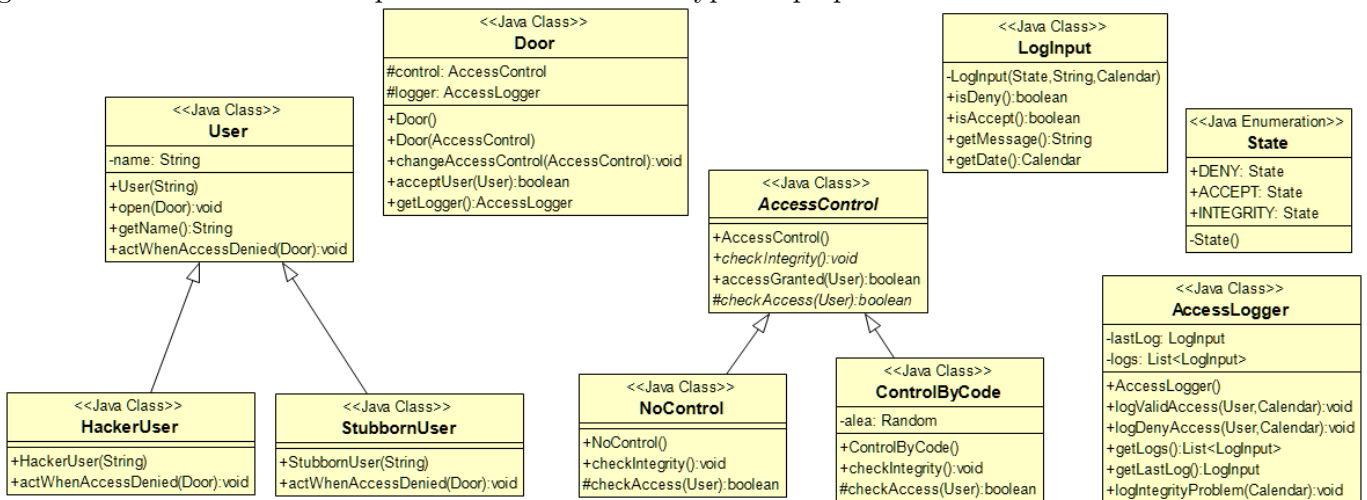 <<Java Class>>
Door
#control: AccessControl
#logger: AccessLogger
+Door()
+Door(AccessControl)
+changeAccessControl(AccessControl):void
+acceptUser(User):boolean
+getLogger():AccessLogger
<<Java Class>>
LogInput
-LogInput(State,String,Calendar)
+isDeny():boolean
+isAccept():boolean
+getMessage():String
+getDate():Calendar
<<Java Class>>
User
-name: String
+User(String)
+open(Door):void
+getName():String
+actWhenAccessDenied(Door):void
<<Java Enumeration>>
State
+DENY: State
+ACCEPT: State
+INTEGRITY: State
-State()
<<Java Class>>
AccessControl
+AccessControl()
+checkIntegrity():void
+accessGranted(User):boolean
#checkAccess(User):boolean
<<Java Class>>
AccessLogger
-lastLog: LogInput
-logs: List<LogInput>
+AccessLogger()
+logValidAccess(User,Calendar):void
+logDenyAccess(User,Calendar):void
+getLogs():List<LogInput>
+getLastLog():LogInput
+logIntegrityProblem(Calendar):void
<<Java Class>>
HackerUser
+HackerUser(String)
+actWhenAccessDenied(Door):void
<<Java Class>>
StubbornUser
+StubbornUser(String)
+actWhenAccessDenied(Door):void
<<Java Class>>
NoControl
+NoControl()
+checkIntegrity():void
#checkAccess(User):boolean
<<Java Class>>
ControlByCode
-alea: Random
+ControlByCode()
+checkIntegrity():void
#checkAccess(User):boolean